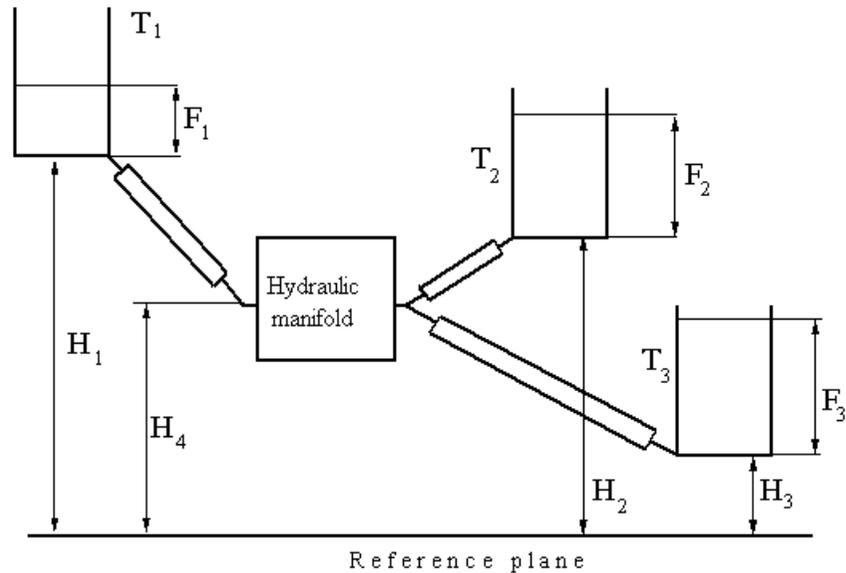 T₁
F₁
T₂
F₂
Hydraulic
manifold
H₁
T₃
H₄
F₃
H₂
H₃
Reference plane